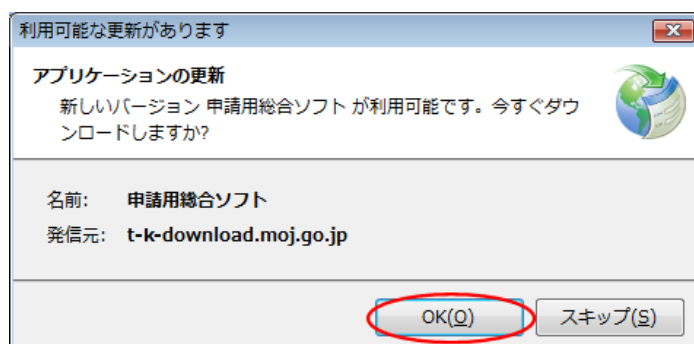 利用可能な更新があります
アプリケーションの更新
新しいバージョン 申請用総合ソフト が利用可能です。今すぐダウ
ンロードしますか?
名前: 申請用総合ソフト
発信元: t-k-download.moj.go.jp
OK(O) スキップ(S)